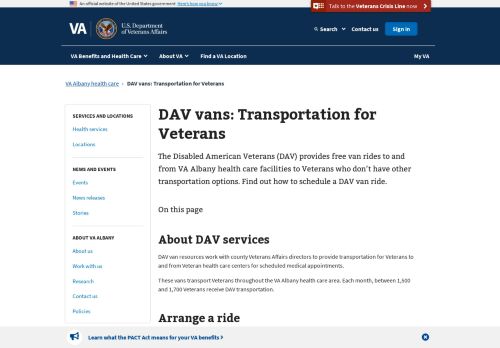 An official website of the United States government Here's how you know
Talk to the Veterans Crisis Line now
VA
U.S. Department
of Veterans Affairs
Search
Contact us
Sign in
VA Benefits and Health Care
About VA
Find a VA Location
My VA
VA Albany health care › DAV vans: Transportation for Veterans
SERVICES AND LOCATIONS
Health services
Locations
NEWS AND EVENTS
Events
News releases
Stories
ABOUT VA ALBANY
About us
Work with us
Research
Contact us
Policies
DAV vans: Transportation for
Veterans
The Disabled American Veterans (DAV) provides free van rides to and
from VA Albany health care facilities to Veterans who don't have other
transportation options. Find out how to schedule a DAV van ride.
On this page
About DAV services
DAV van resources work with county Veterans Affairs directors to provide transportation for Veterans to
and from Veteran health care centers for scheduled medical appointments.
These vans transport Veterans throughout the VA Albany health care area. Each month, between 1,500
and 1,700 Veterans receive DAV transportation.
Arrange a ride
Learn what the PACT Act means for your VA benefits